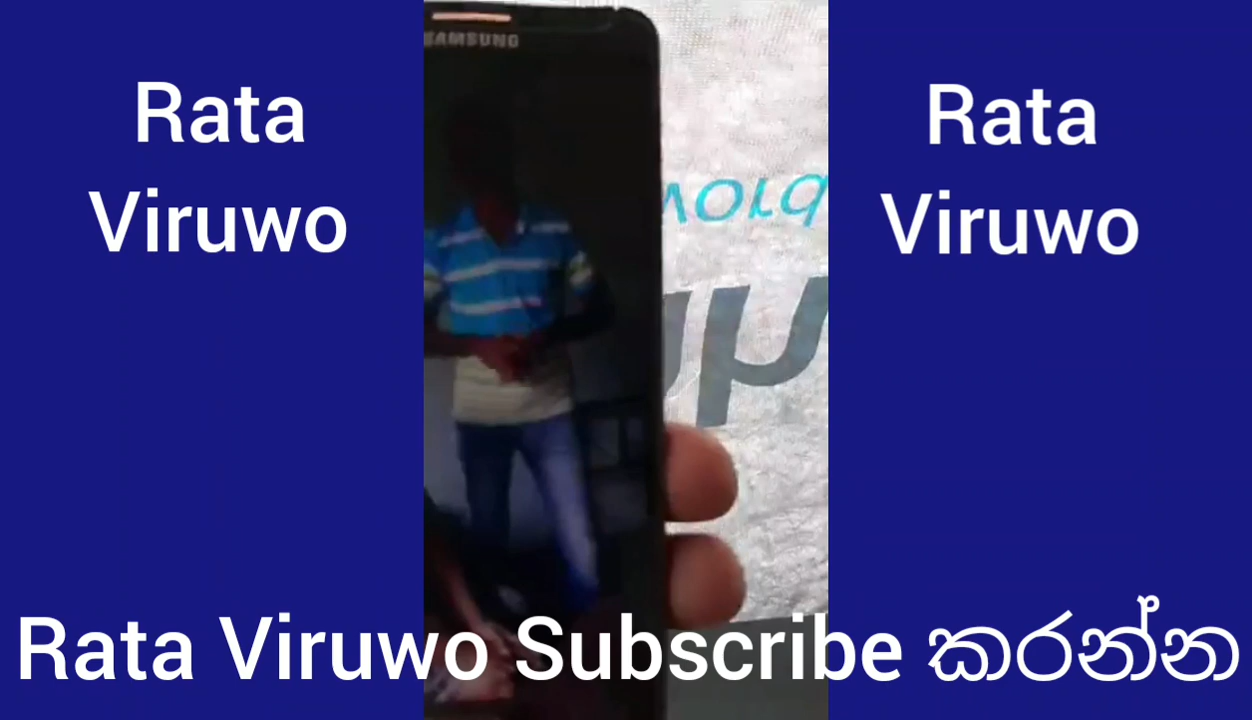 SAMSUNG
Rata
Viruwo
Rata
Viruwo
Rata Viruwo Subscribe කරන්න